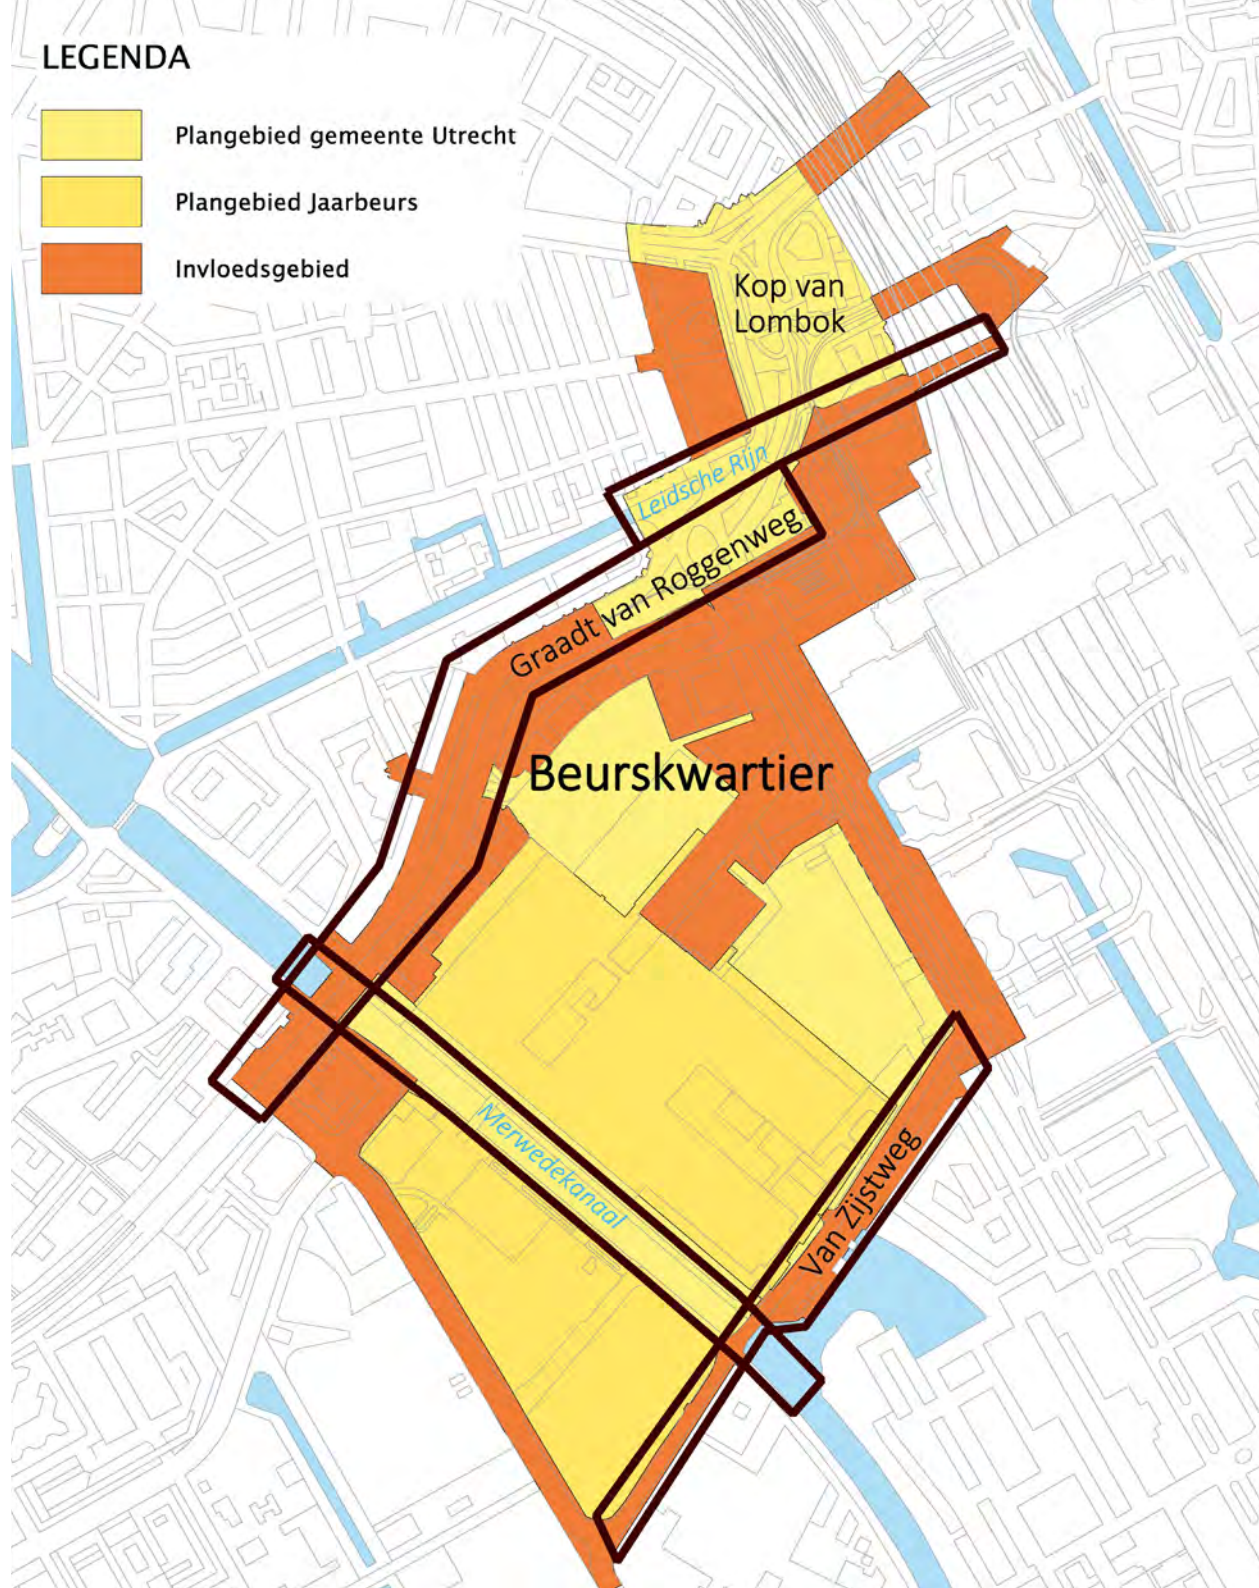 LEGENDA
Plangebied gemeente Utrecht
Plangebied Jaarbeurs
Invloedsgebied
Kop van
Lombok
Leidsche Rijn
Graadt van Roggenweg
Beurskwartier
Merwedekanaal
Van Zijstweg